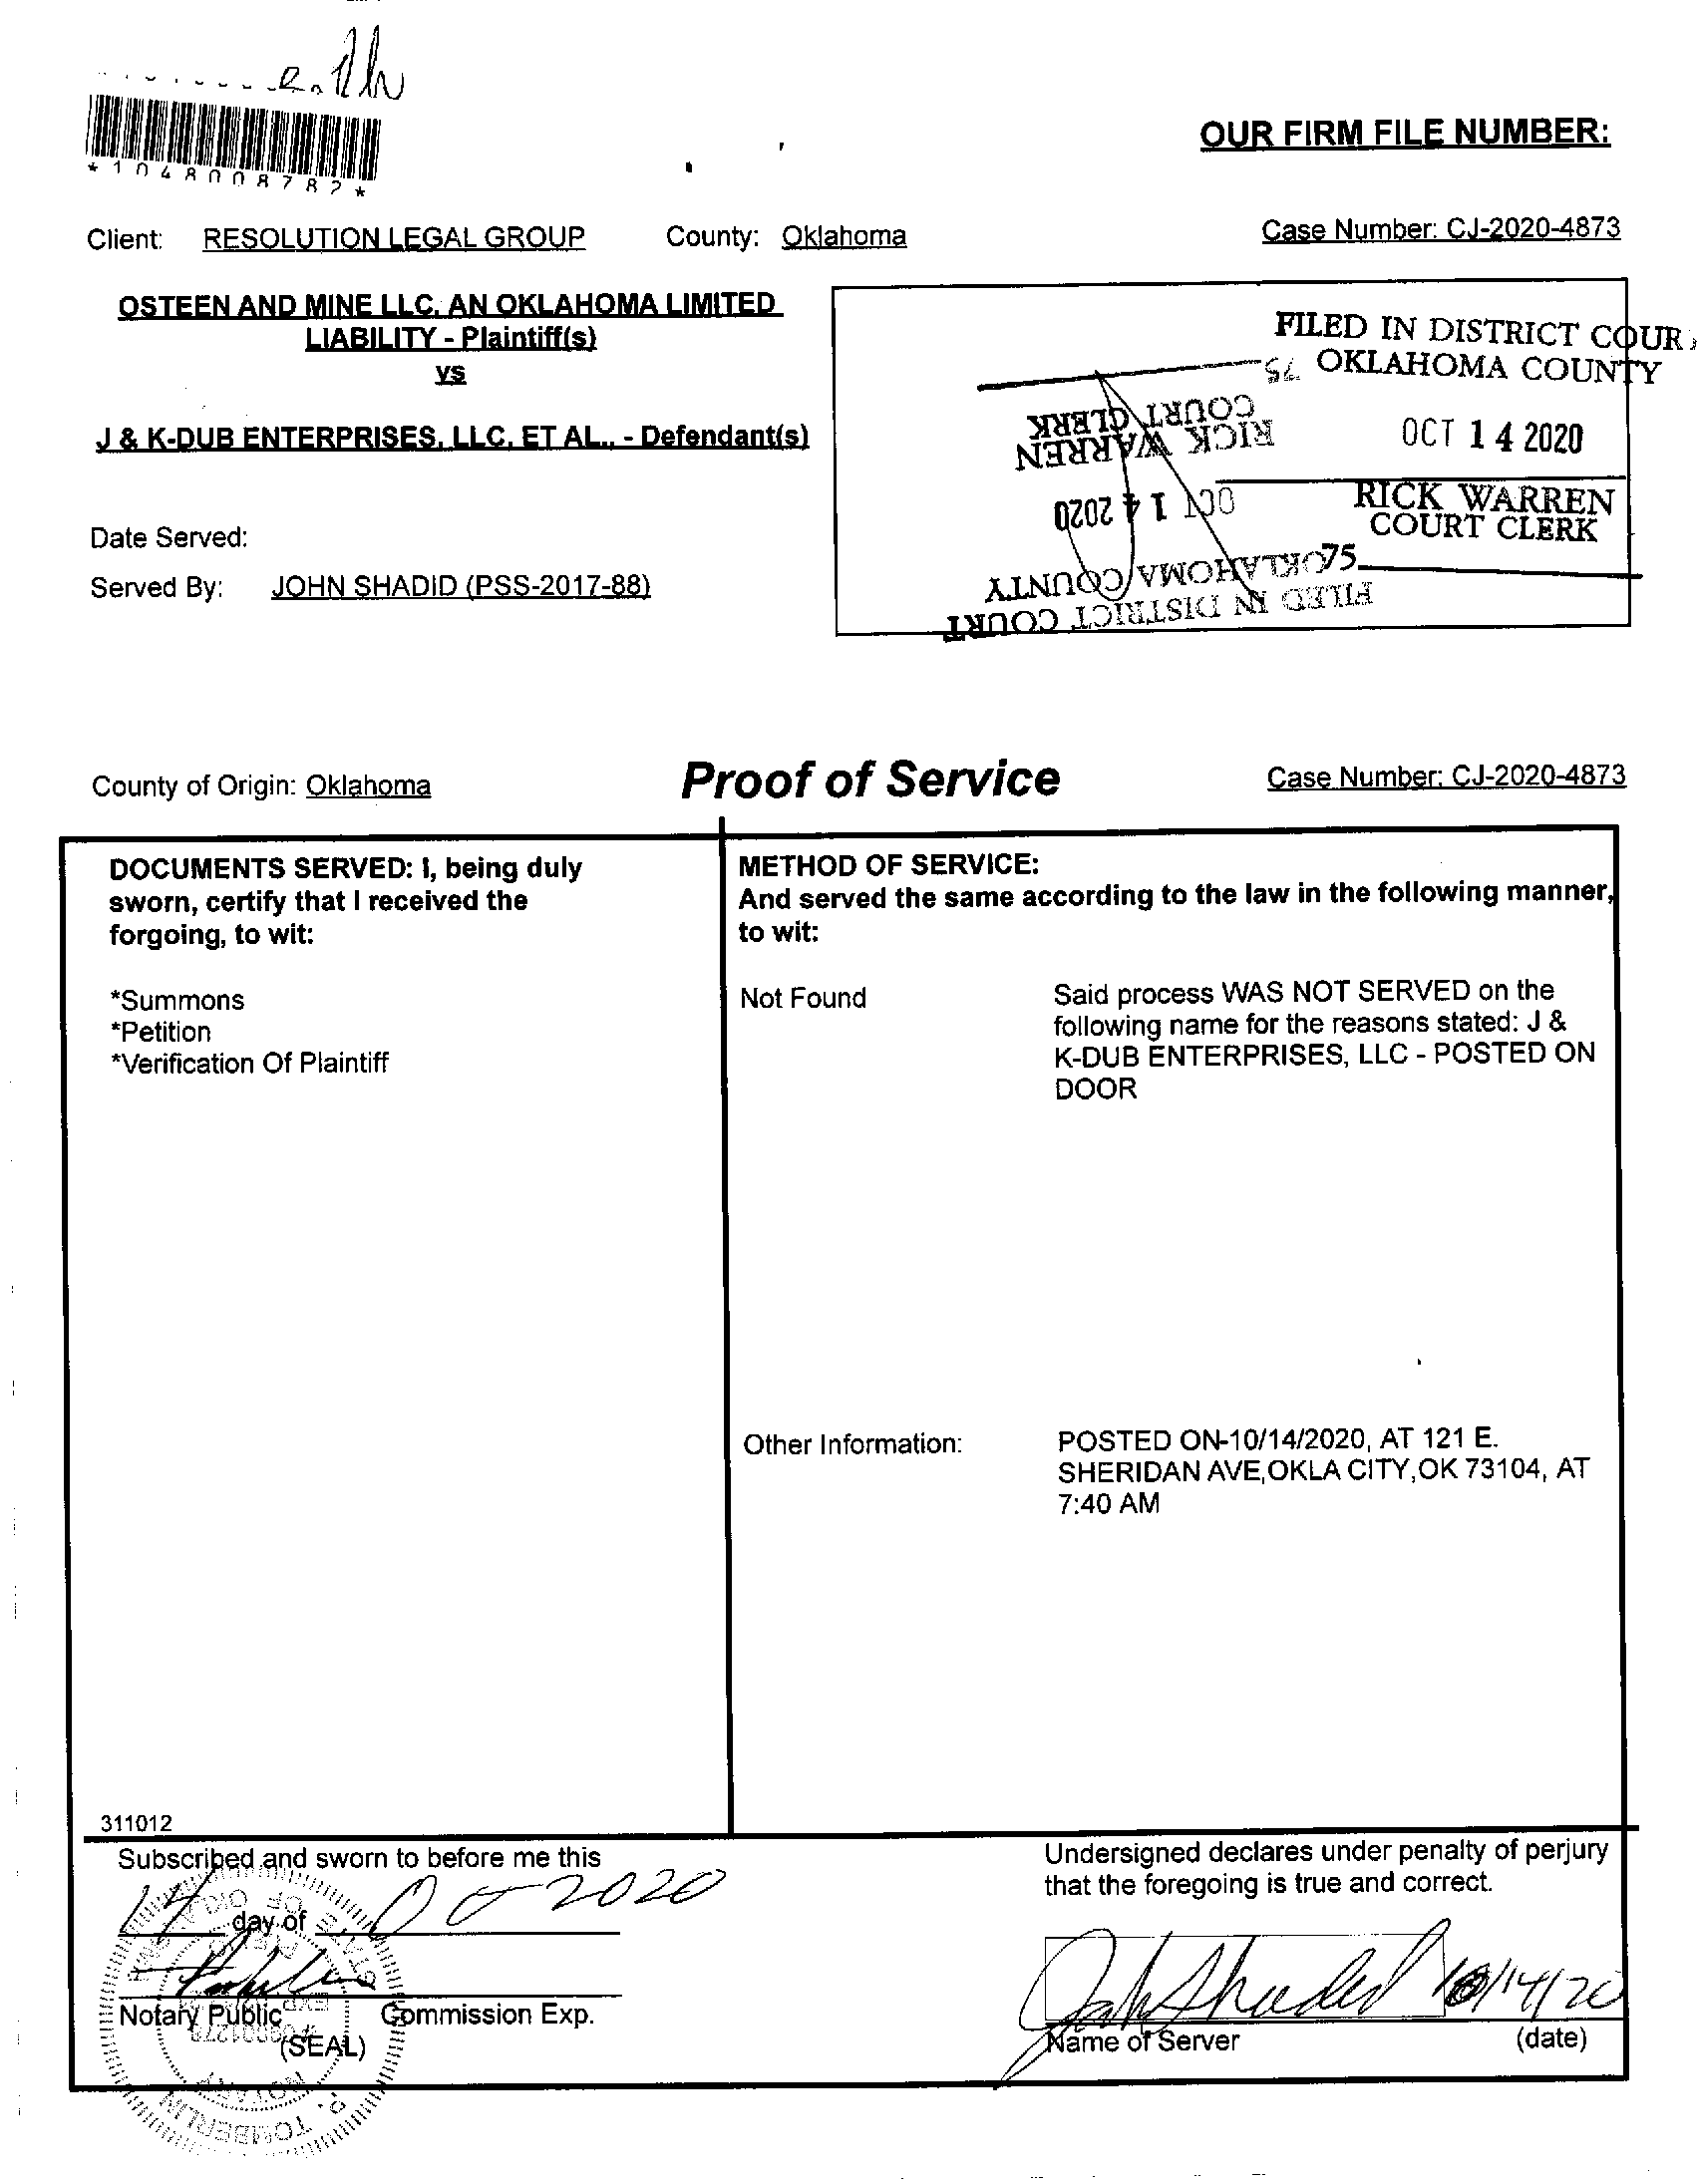 *1048008782*
OUR FIRM FILE NUMBER:
Client: RESOLUTION LEGAL GROUP County: Oklahoma Case Number: CJ-2020-4873
OSTEEN AND MINE LLC, AN OKLAHOMA LIMITED
LIABILITY - Plaintiff(s)
vs
J & K-DUB ENTERPRISES, LLC, ET AL., - Defendant(s)
Date Served:
Served By: JOHN SHADID (PSS-2017-88)
FILED IN DISTRICT COUR
OKLAHOMA COUNTY
OCT 14 2020
RICK WARREN
COURT CLERK
75
FILED IN DISTRICT COURT
OKLAHOMA COUNTY
OCT 14 2020
RICK WARREN
COURT CLERK
75
County of Origin: Oklahoma Proof of Service Case Number: CJ-2020-4873
DOCUMENTS SERVED: I, being duly
sworn, certify that I received the
forgoing, to wit:
*Summons
*Petition
*Verification Of Plaintiff
METHOD OF SERVICE:
And served the same according to the law in the following manner,
to wit:
Not Found Said process WAS NOT SERVED on the
following name for the reasons stated: J &
K-DUB ENTERPRISES, LLC - POSTED ON
DOOR
Other Information: POSTED ON-10/14/2020, AT 121 E.
SHERIDAN AVE,OKLA CITY,OK 73104, AT
7:40 AM
311012
Subscribed and sworn to before me this
14 day of Oct 2020
Notary Public Commission Exp.
(SEAL)
P. TOMBERLIN
NOTARY
Undersigned declares under penalty of perjury
that the foregoing is true and correct.
John Shadid 10/14/20
Name of Server (date)